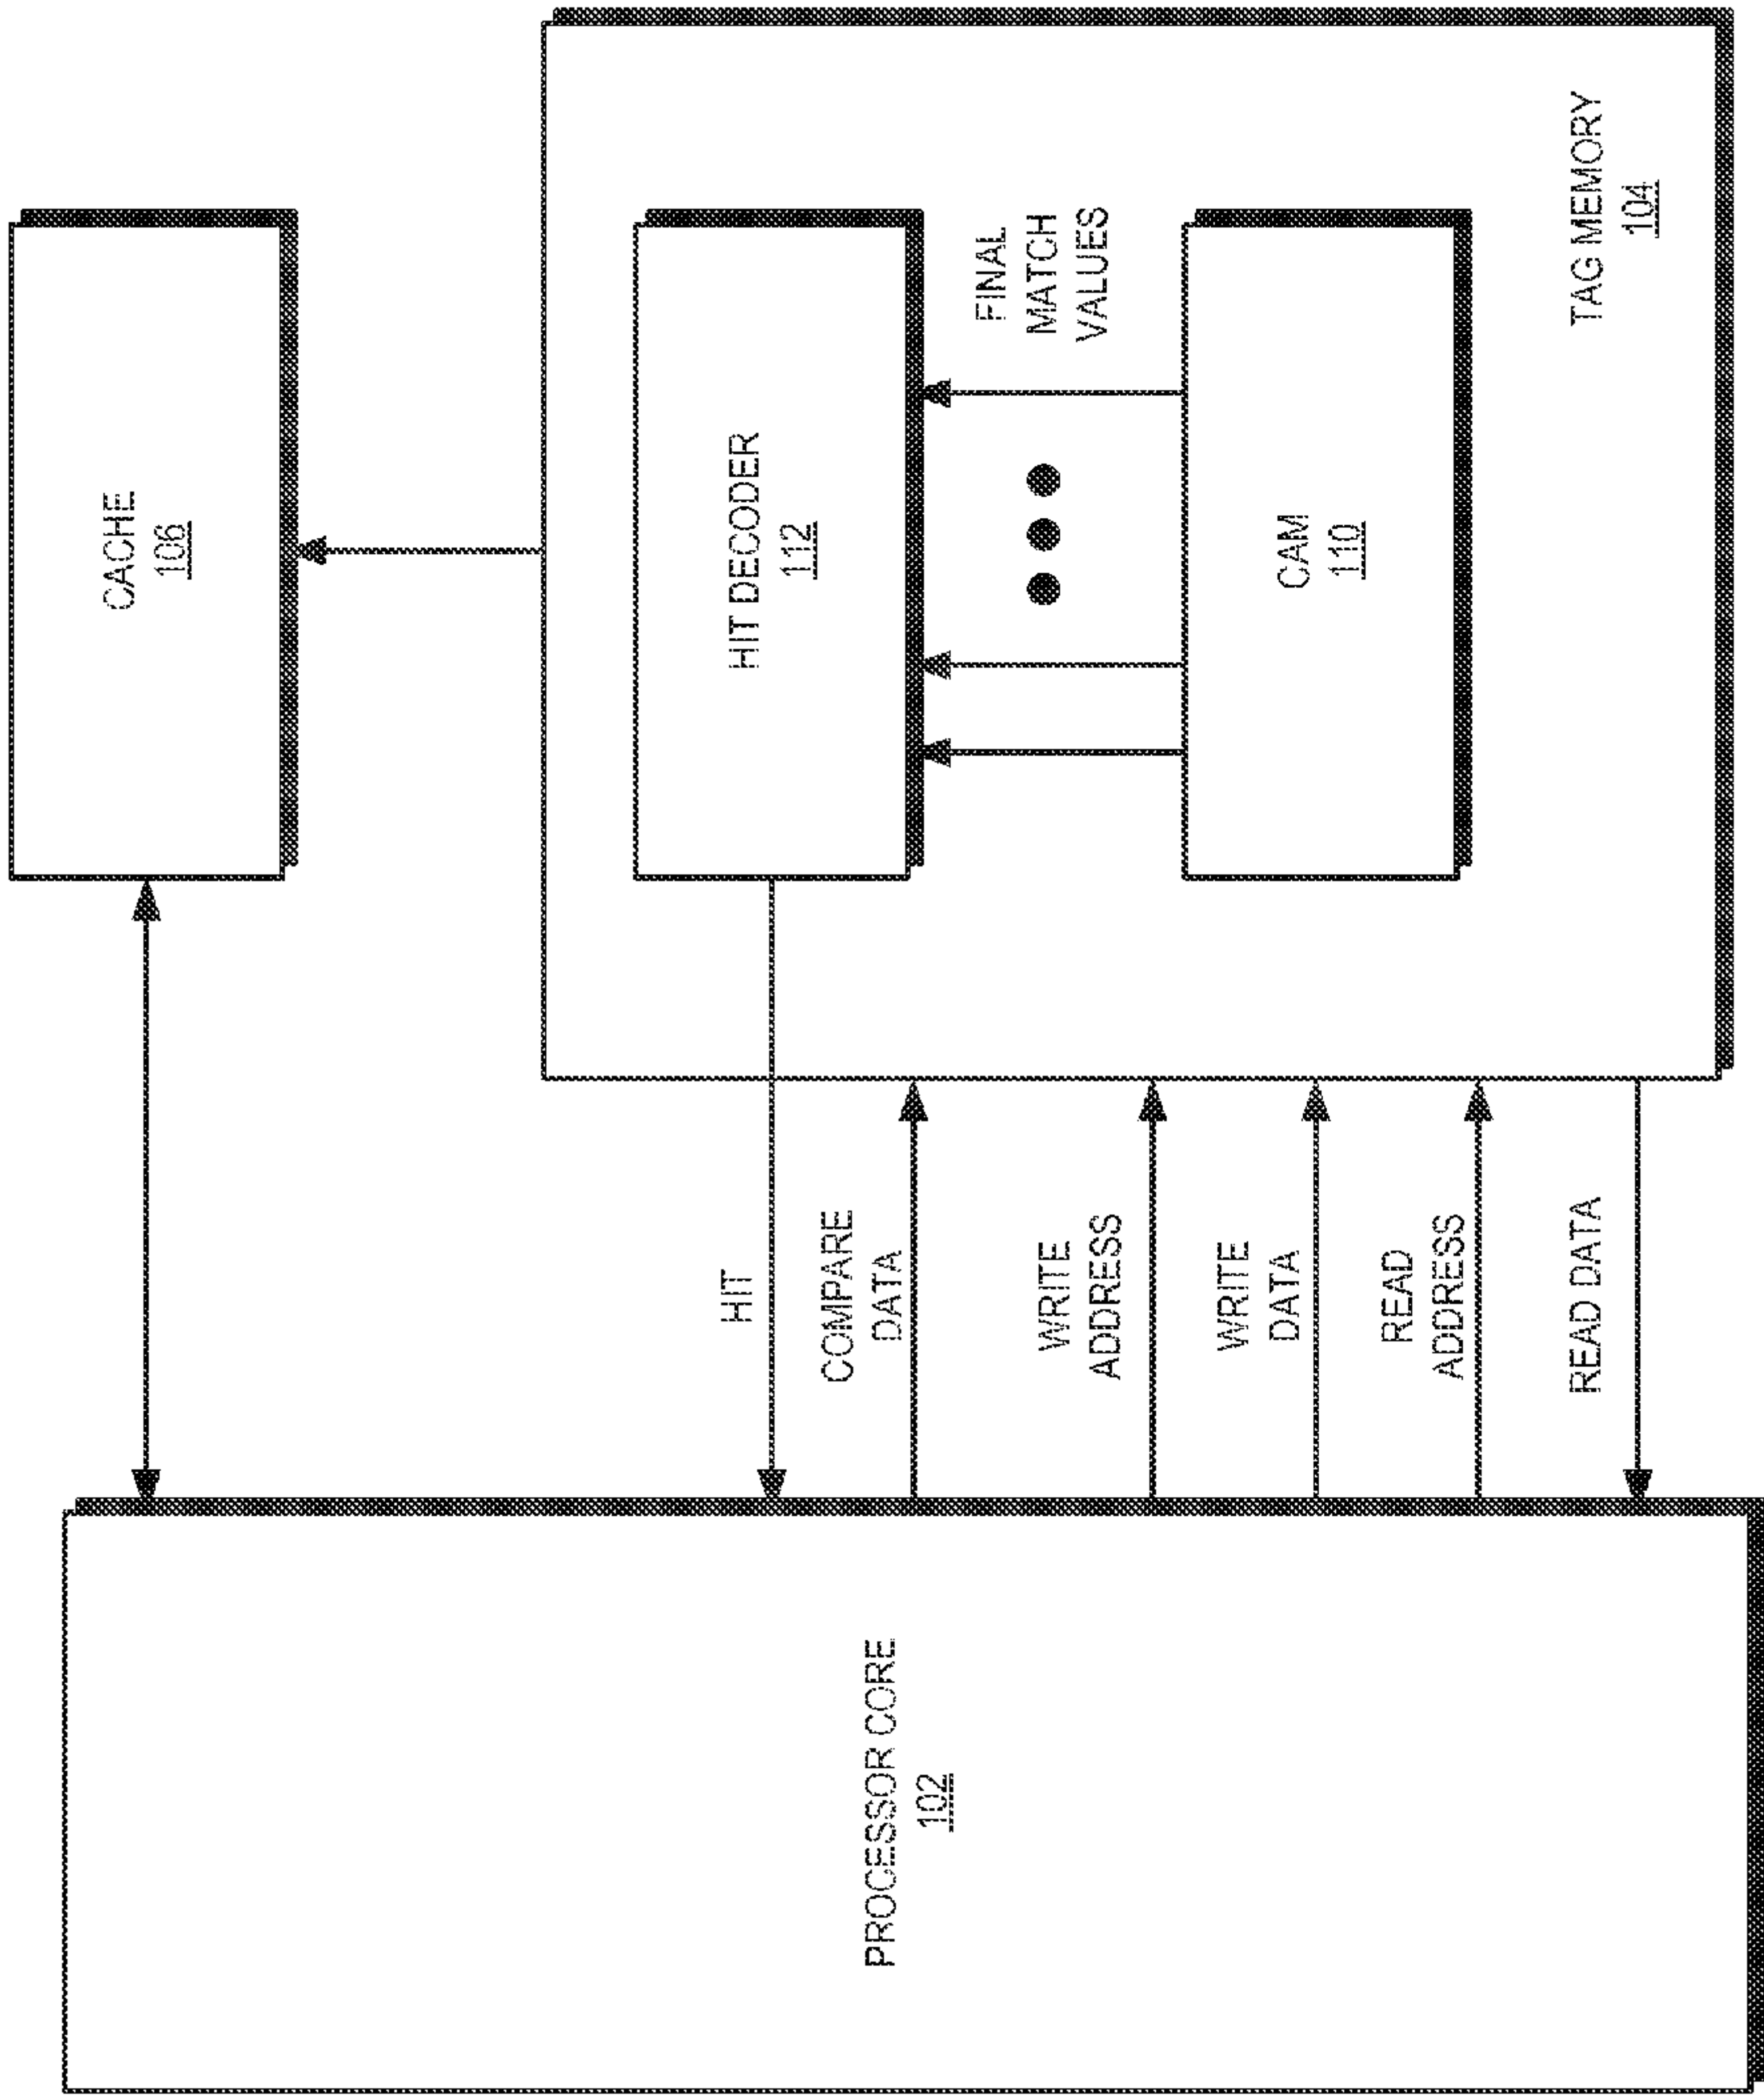 CACHE
106
HIT DECODER
112
FINAL
MATCH
VALUES
CAM
110
TAG MEMORY
104
HIT
COMPARE
DATA
WRITE
ADDRESS
WRITE
DATA
READ
ADDRESS
READ DATA
PROCESSOR CORE
102